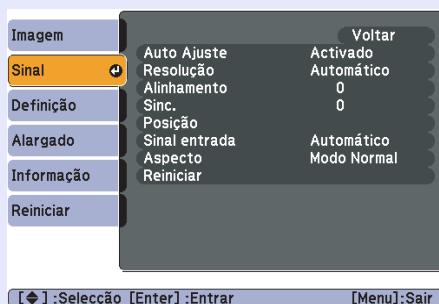 Imagem
Sinal
Definição
Alargado
Informação
Reiniciar
Voltar
Auto Ajuste Activado
Resolução Automático
Alinhamento 0
Sinc. 0
Posição
Sinal entrada Automático
Aspecto Modo Normal
Reiniciar
[ ] :Selecção [Enter] :Entrar [Menu]:Sair